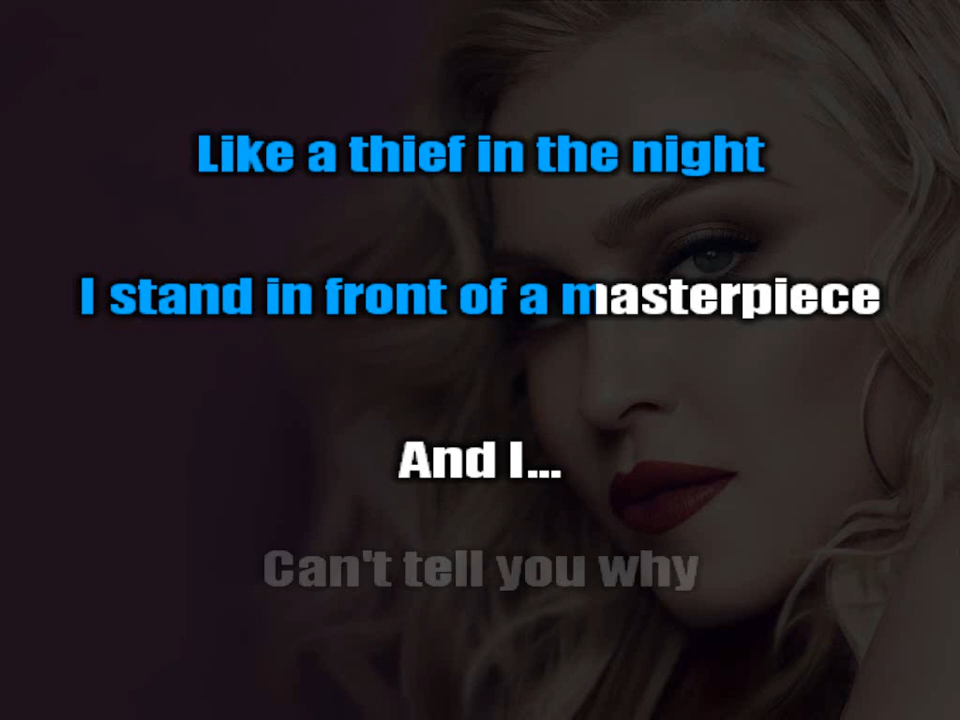 Like a thief in the night
I stand in front of a masterpiece
And I...
Can't tell you why